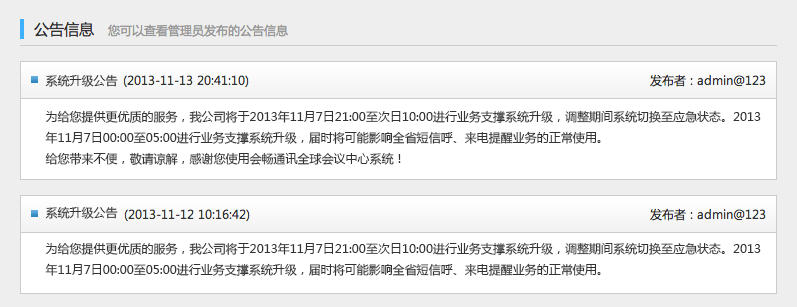 公告信息 您可以查看管理员发布的公告信息
系统升级公告 (2013-11-13 20:41:10) 发布者：admin@123
为给您提供更优质的服务，我公司将于2013年11月7日21:00至次日10:00进行业务支撑系统升级，调整期间系统切换至应急状态。2013
年11月7日00:00至05:00进行业务支撑系统升级，届时将可能影响全省短信呼、来电提醒业务的正常使用。
给您带来不便，敬请谅解，感谢您使用会畅通讯全球会议中心系统！
系统升级公告 (2013-11-12 10:16:42) 发布者：admin@123
为给您提供更优质的服务，我公司将于2013年11月7日21:00至次日10:00进行业务支撑系统升级，调整期间系统切换至应急状态。2013
年11月7日00:00至05:00进行业务支撑系统升级，届时将可能影响全省短信呼、来电提醒业务的正常使用。